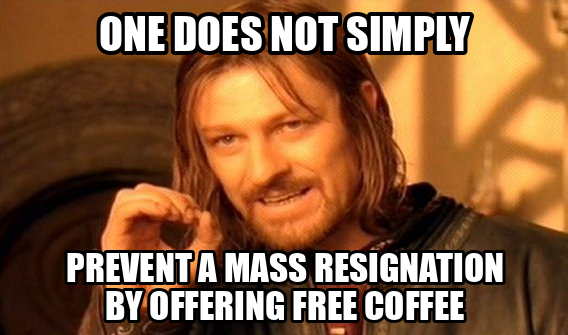 ONE DOES NOT SIMPLY
PREVENT A MASS RESIGNATION
BY OFFERING FREE COFFEE